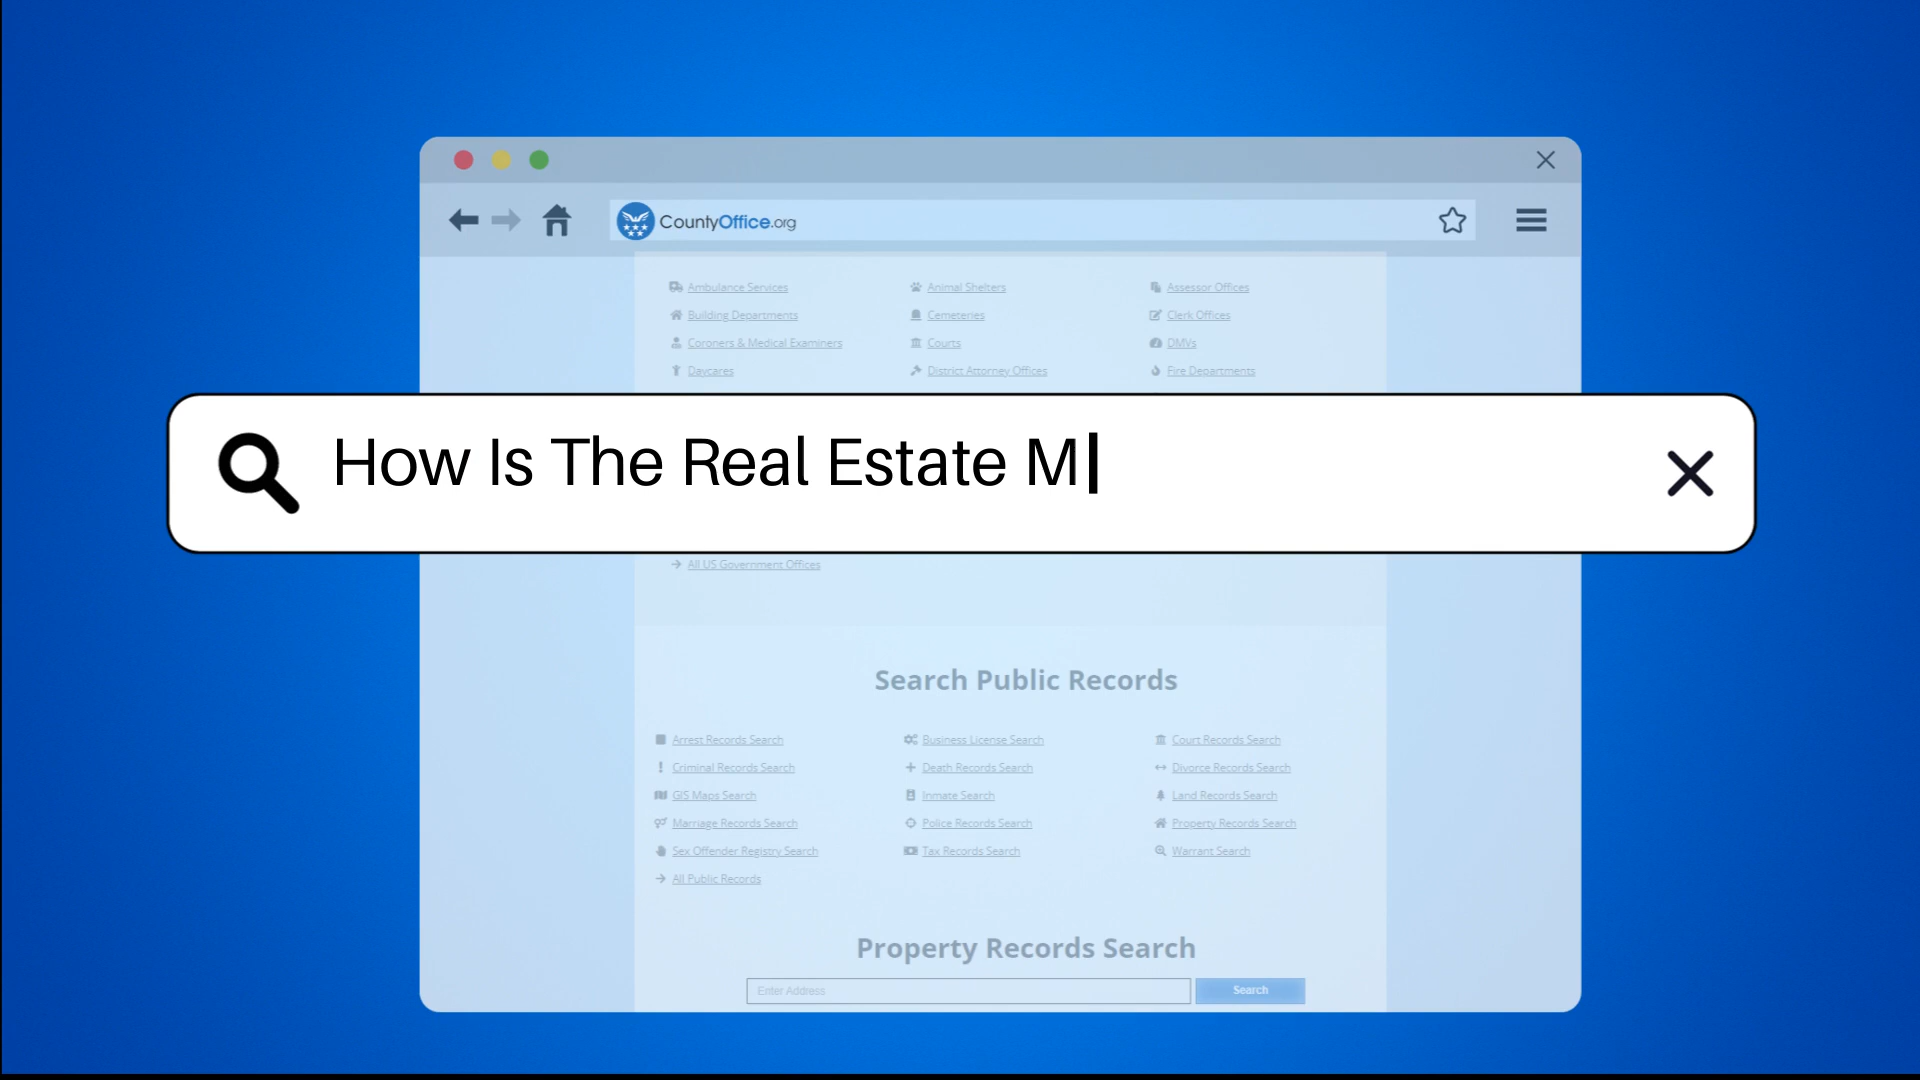 CountyOffice.org
Ambulance Services Animal Shelters Assessor Offices
Building Departments Cemeteries Clerk Offices
Coroners & Medical Examiners Courts DMVs
Daycares District Attorney Offices Fire Departments
How Is The Real Estate M
All US Government Offices
Search Public Records
Arrest Records Search Business License Search Court Records Search
Criminal Records Search Death Records Search Divorce Records Search
GIS Maps Search Inmate Search Land Records Search
Marriage Records Search Police Records Search Property Records Search
Sex Offender Registry Search Tax Records Search Warrant Search
All Public Records
Property Records Search
Enter Address Search